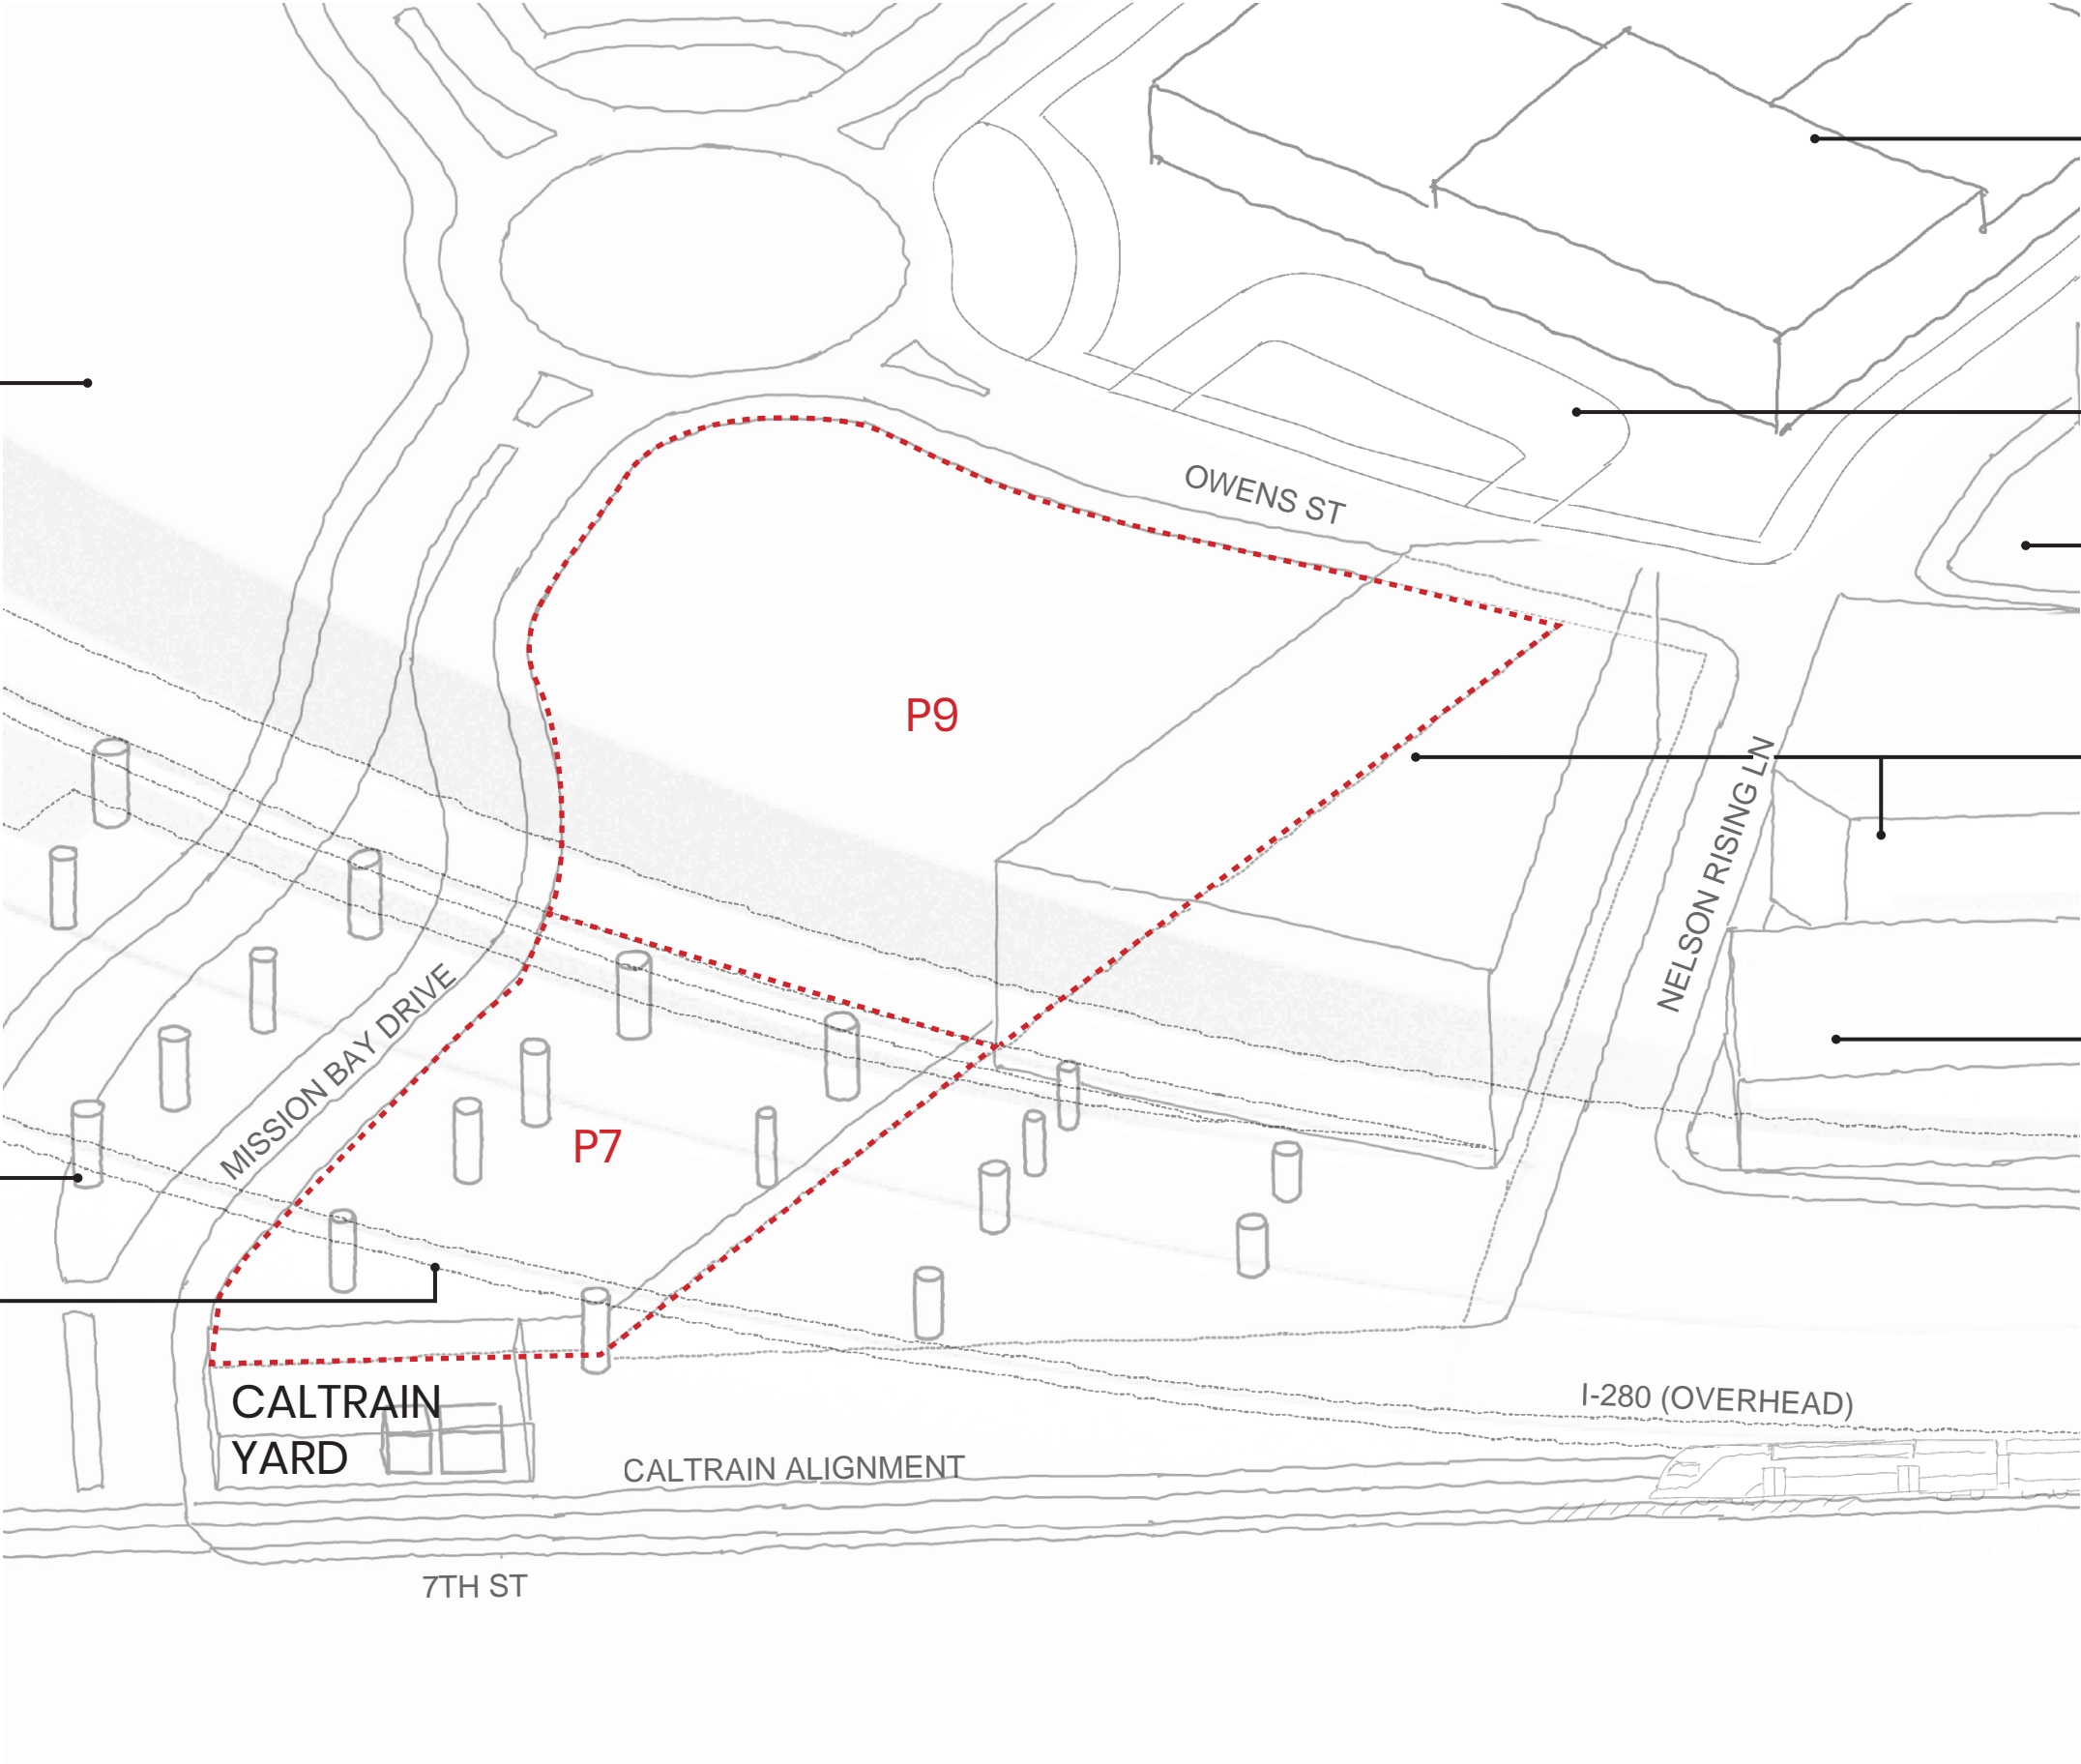 OWENS ST
P9
NELSON RISING LN
MISSION BAY DRIVE
P7
CALTRAIN
YARD
I-280 (OVERHEAD)
CALTRAIN ALIGNMENT
7TH ST